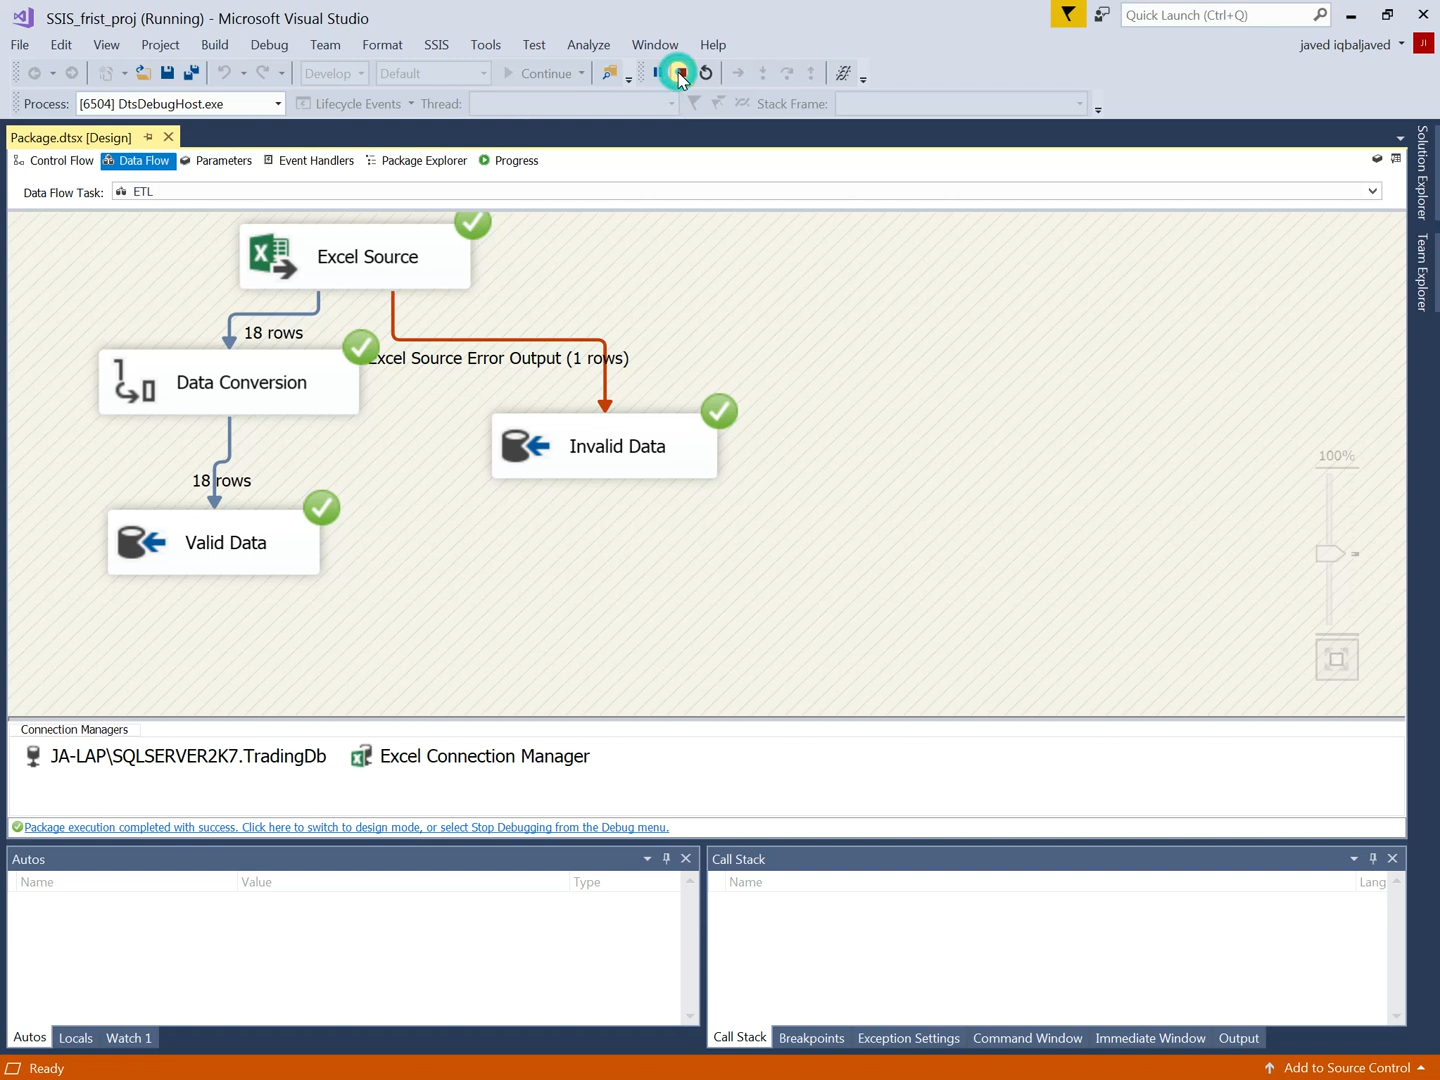 SSIS_frist_proj (Running) - Microsoft Visual Studio
Quick Launch (Ctrl+Q)
File Edit View Project Build Debug Team Format SSIS Tools Test Analyze Window Help
javed iqbaljaved JI
Develop Default Continue
Process: [6504] DtsDebugHost.exe Lifecycle Events Thread: Stack Frame:
Package.dtsx [Design]
Control Flow Data Flow Parameters Event Handlers Package Explorer Progress
Data Flow Task: ETL
Solution Explorer
Team Explorer
Excel Source
18 rows
Excel Source Error Output (1 rows)
Data Conversion
Invalid Data
18 rows
Valid Data
100%
Connection Managers
JA-LAP\SQLSERVER2K7.TradingDb Excel Connection Manager
Package execution completed with success. Click here to switch to design mode, or select Stop Debugging from the Debug menu.
Autos
Name Value Type
Call Stack
Name Lang
Autos Locals Watch 1
Call Stack Breakpoints Exception Settings Command Window Immediate Window Output
Ready
Add to Source Control